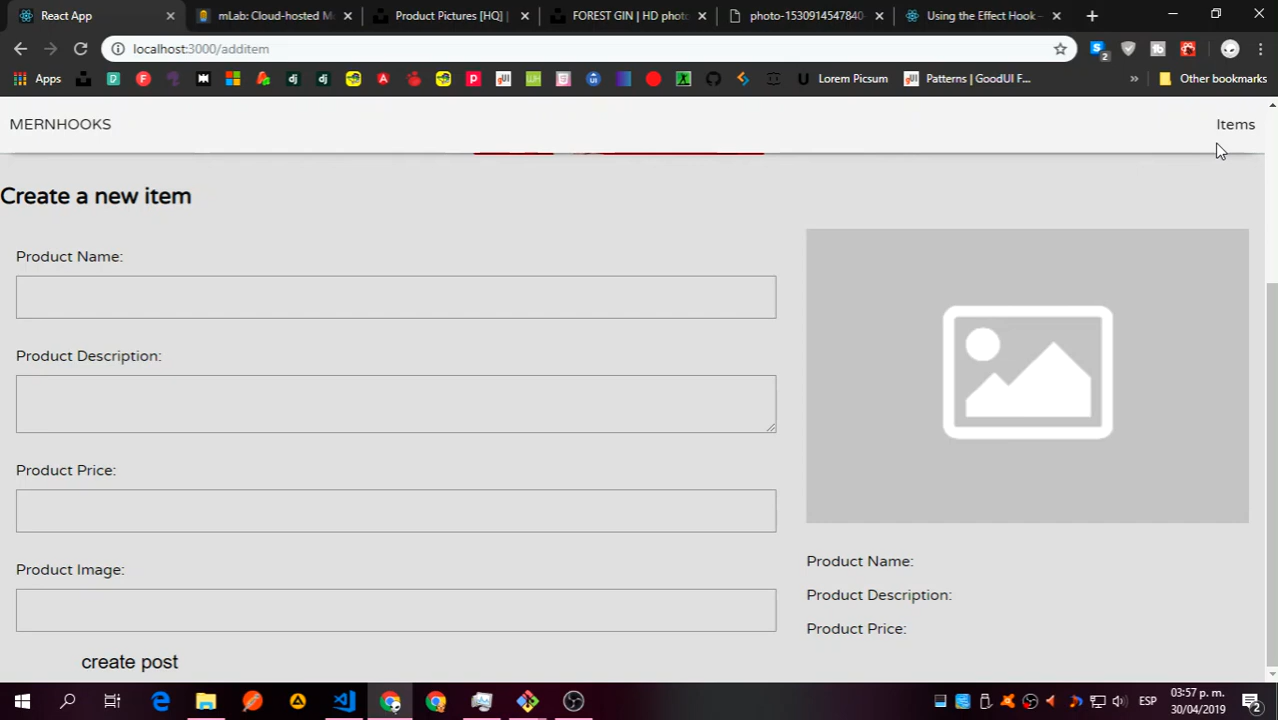 React App
mLab: Cloud-hosted M
Product Pictures [HQ] |
FOREST GIN | HD phot
photo-1530914547840-
Using the Effect Hook –
localhost:3000/additem
2
Apps
Lorem Picsum
Patterns | GoodUI F...
»
Other bookmarks
MERNHOOKS
Items
Create a new item
Product Name:
Product Description:
Product Price:
Product Image:
create post
Product Name:
Product Description:
Product Price:
ESP
03:57 p. m.
30/04/2019
2